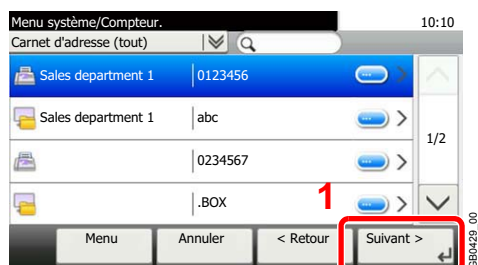 Menu système/Compteur.
10:10
Carnet d'adresse (tout)
Sales department 1 0123456
Sales department 1 abc
1/2
0234567
.BOX
1
Menu Annuler < Retour Suivant >
GB0429_00